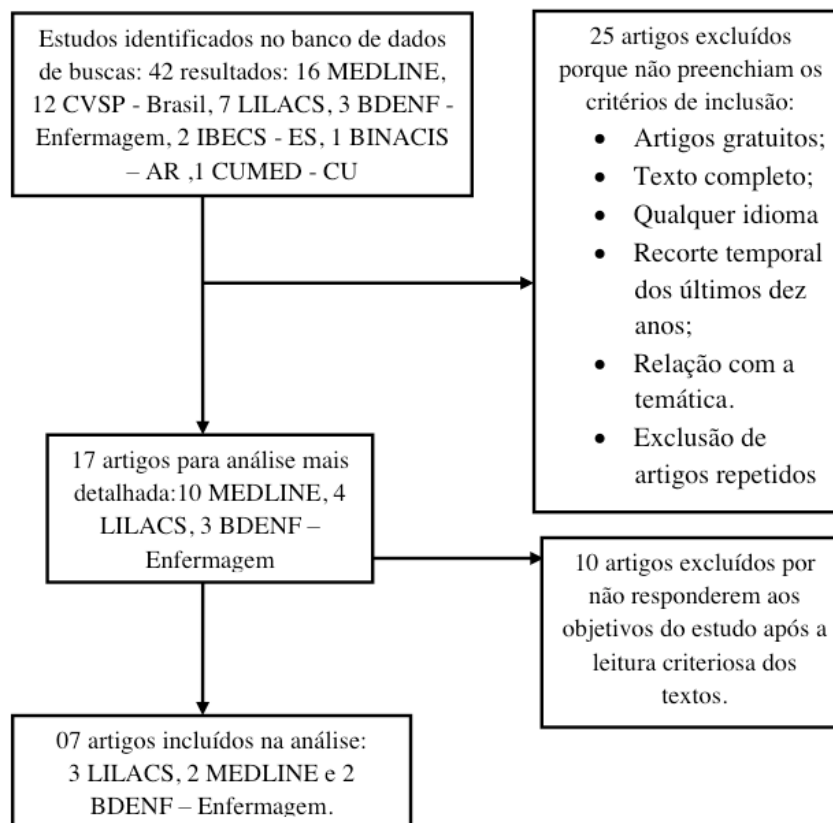 Estudos identificados no banco de dados
de buscas: 42 resultados: 16 MEDLINE,
12 CVSP - Brasil, 7 LILACS, 3 BDENF -
Enfermagem, 2 IBECS - ES, 1 BINACIS
– AR ,1 CUMED - CU
25 artigos excluídos
porque não preenchiam os
critérios de inclusão:
• Artigos gratuitos;
• Texto completo;
• Qualquer idioma
• Recorte temporal
dos últimos dez
anos;
• Relação com a
temática.
• Exclusão de
artigos repetidos
17 artigos para análise mais
detalhada:10 MEDLINE, 4
LILACS, 3 BDENF –
Enfermagem
10 artigos excluídos por
não responderem aos
objetivos do estudo após a
leitura criteriosa dos
textos.
07 artigos incluídos na análise:
3 LILACS, 2 MEDLINE e 2
BDENF – Enfermagem.